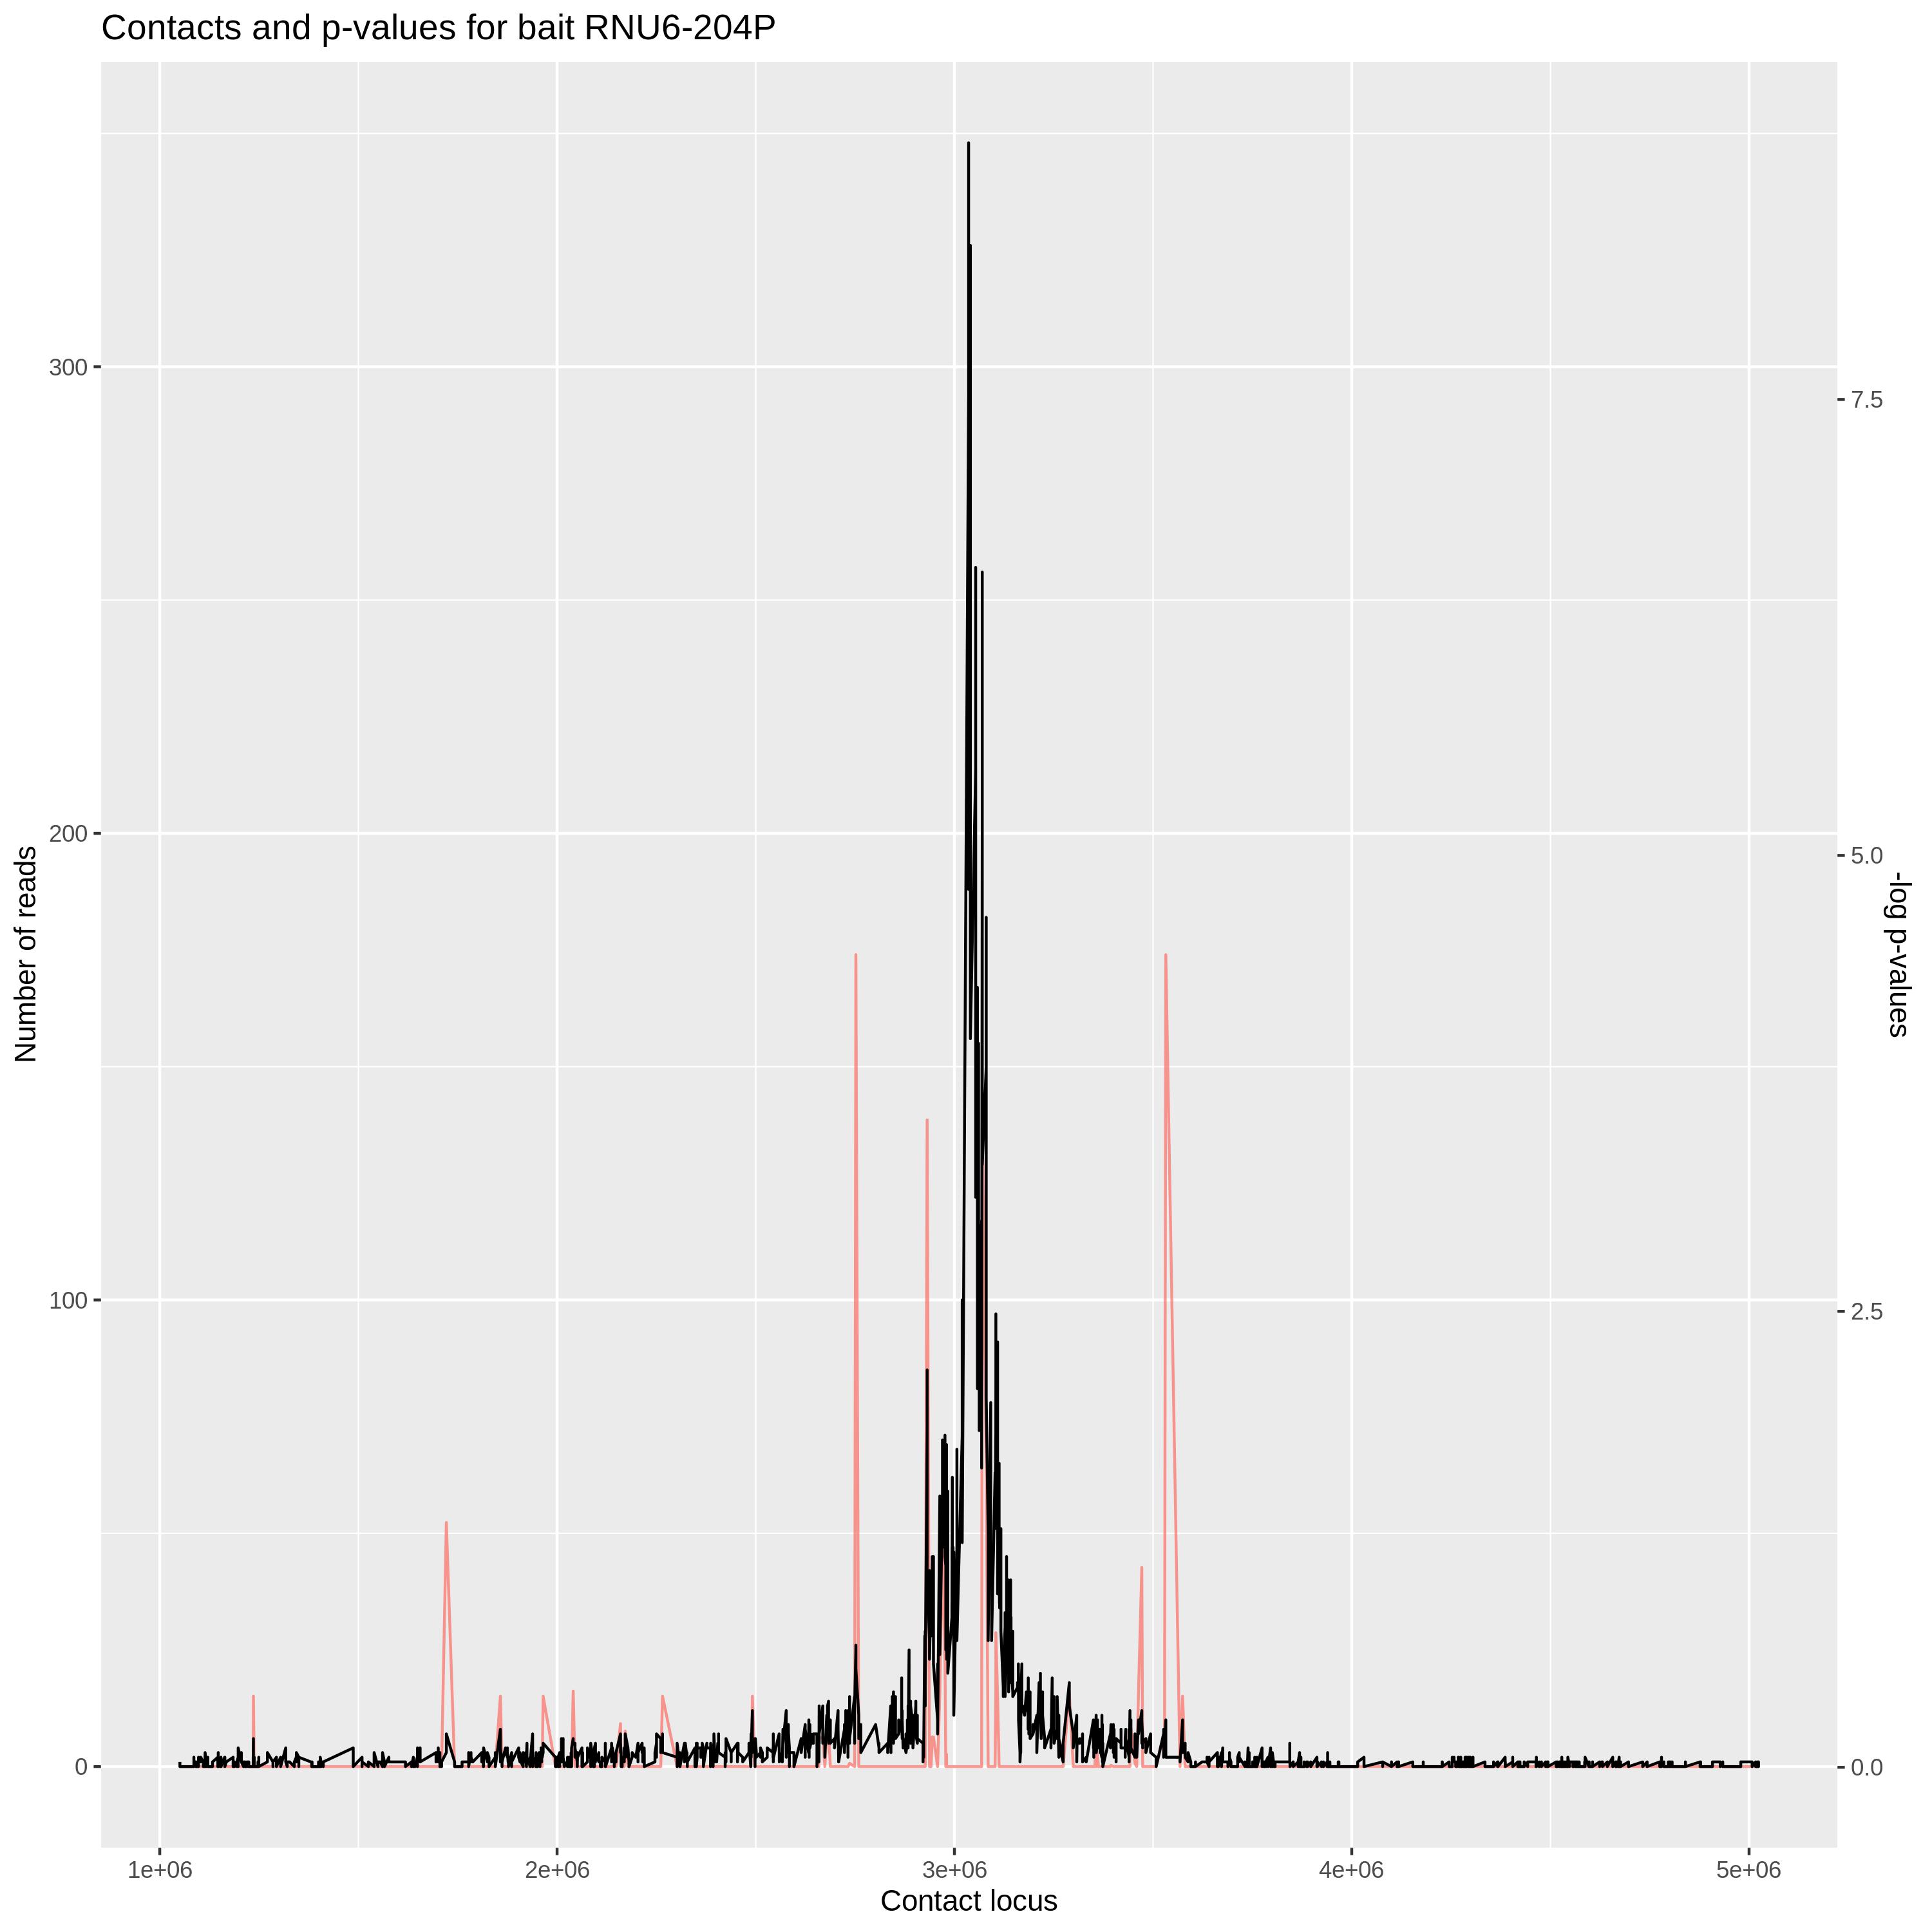 Contacts and p-values for bait RNU6-204P
300
200
100
0
Number of reads
7.5
5.0
2.5
0.0
-log p-values
1e+06 2e+06 3e+06 4e+06 5e+06
Contact locus